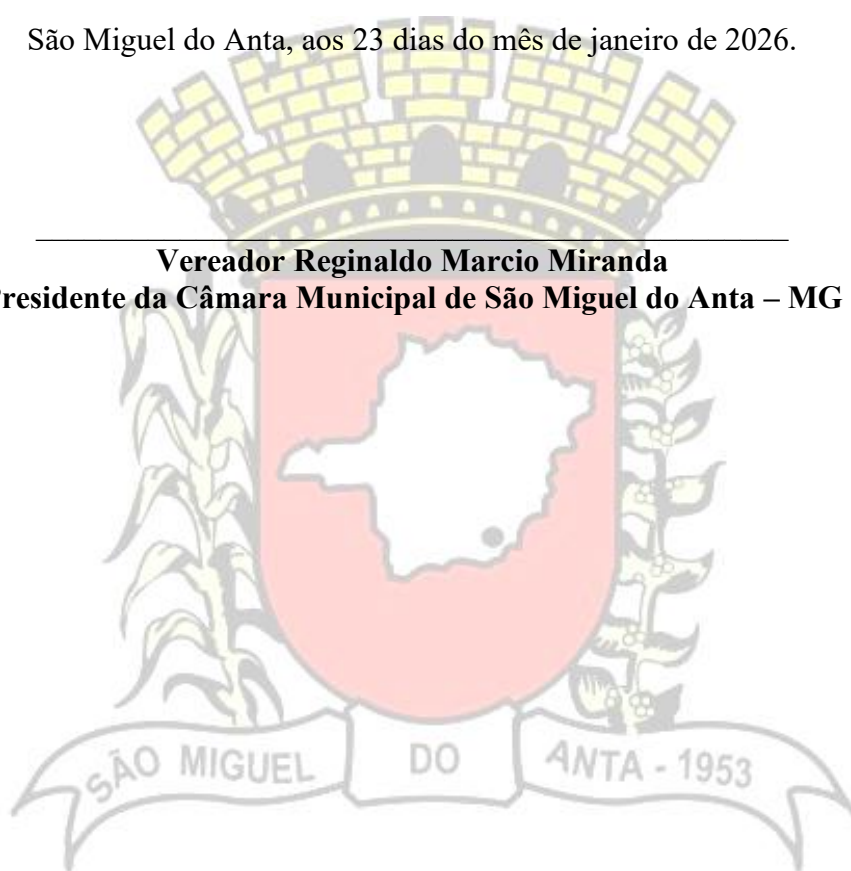 São Miguel do Anta, aos 23 dias do mês de janeiro de 2026.
Vereador Reginaldo Marcio Miranda
Presidente da Câmara Municipal de São Miguel do Anta – MG
SÃO MIGUEL DO ANTA - 1953